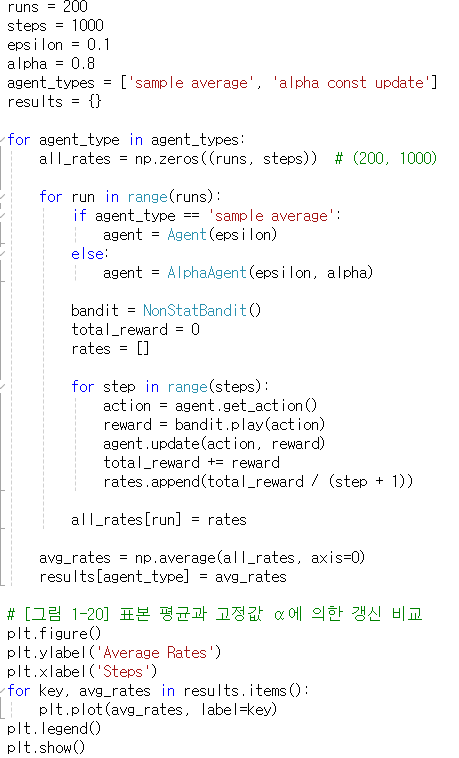 runs = 200
steps = 1000
epsilon = 0.1
alpha = 0.8
agent_types = ['sample average', 'alpha const update']
results = {}

for agent_type in agent_types:
    all_rates = np.zeros((runs, steps))  # (200, 1000)

    for run in range(runs):
        if agent_type == 'sample average':
            agent = Agent(epsilon)
        else:
            agent = AlphaAgent(epsilon, alpha)

        bandit = NonStatBandit()
        total_reward = 0
        rates = []

        for step in range(steps):
            action = agent.get_action()
            reward = bandit.play(action)
            agent.update(action, reward)
            total_reward += reward
            rates.append(total_reward / (step + 1))

        all_rates[run] = rates

    avg_rates = np.average(all_rates, axis=0)
    results[agent_type] = avg_rates

# [그림 1-20] 표본 평균과 고정값 α에 의한 갱신 비교
plt.figure()
plt.ylabel('Average Rates')
plt.xlabel('Steps')
for key, avg_rates in results.items():
    plt.plot(avg_rates, label=key)
plt.legend()
plt.show()